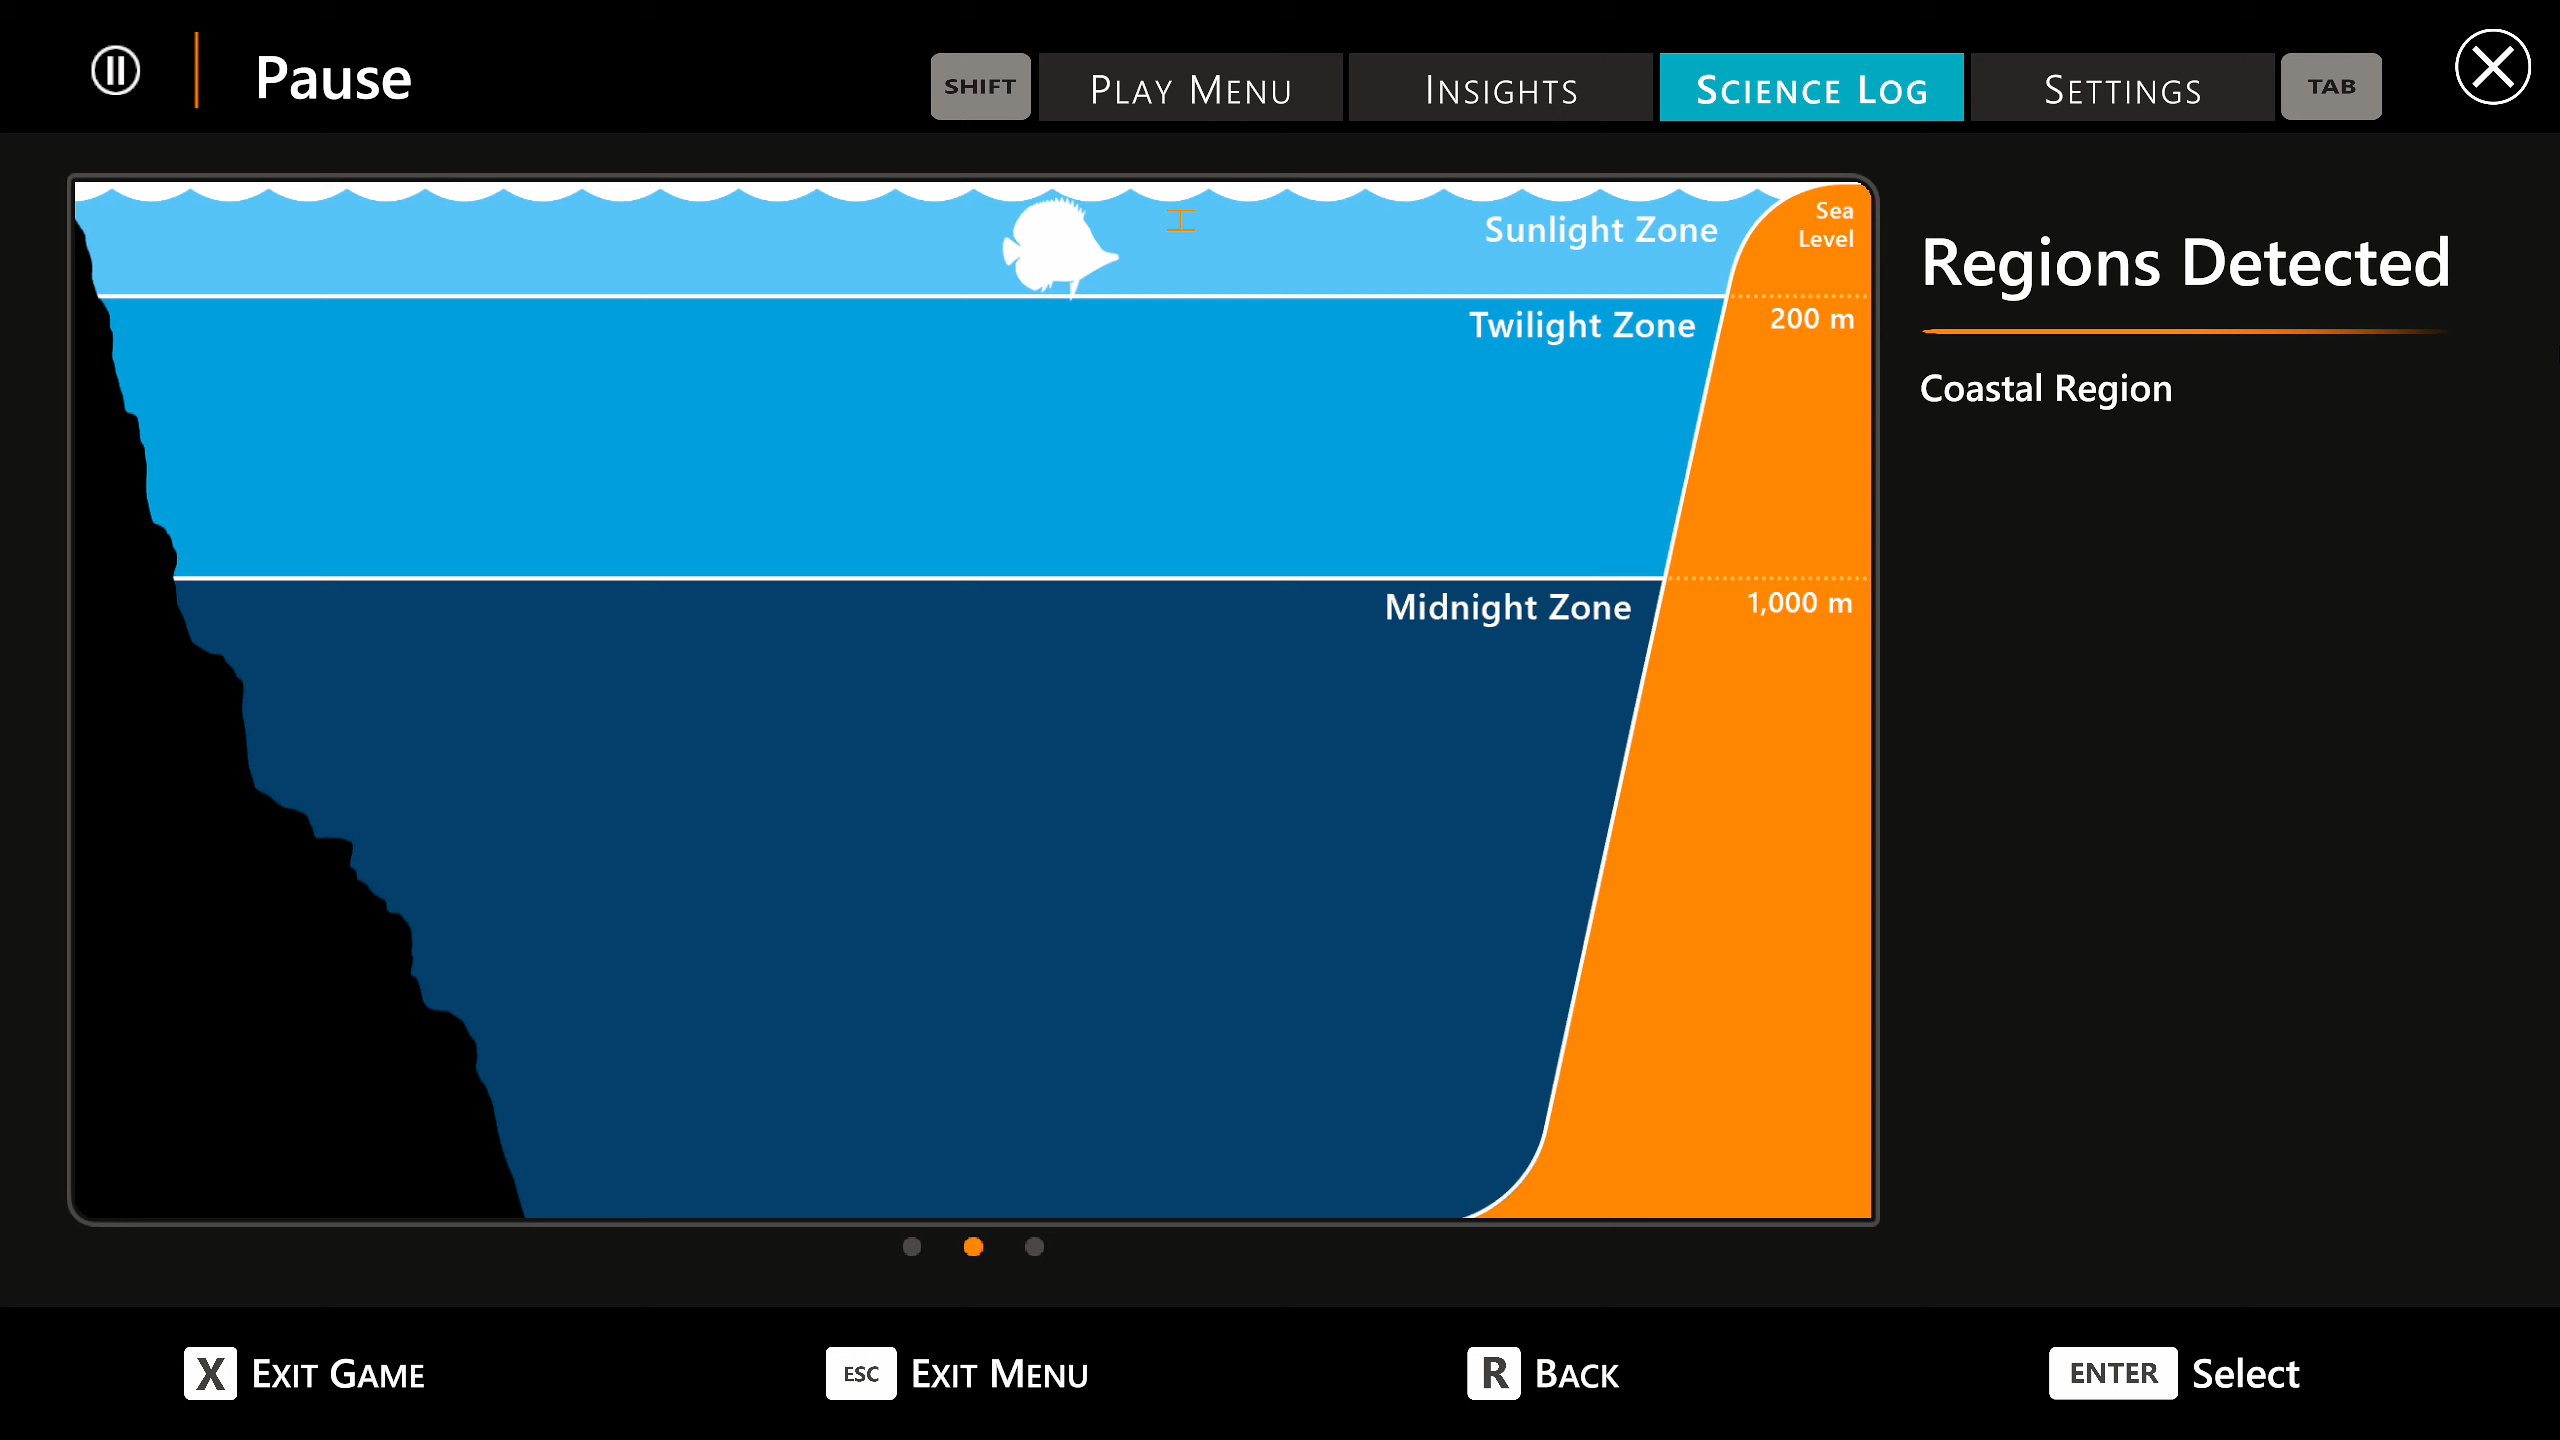 Pause
SHIFT
PLAY MENU
INSIGHTS
SCIENCE LOG
SETTINGS
TAB
Sunlight Zone
Sea
Level
Twilight Zone
200 m
Midnight Zone
1,000 m
Regions Detected
Coastal Region
X EXIT GAME
ESC EXIT MENU
R BACK
ENTER Select